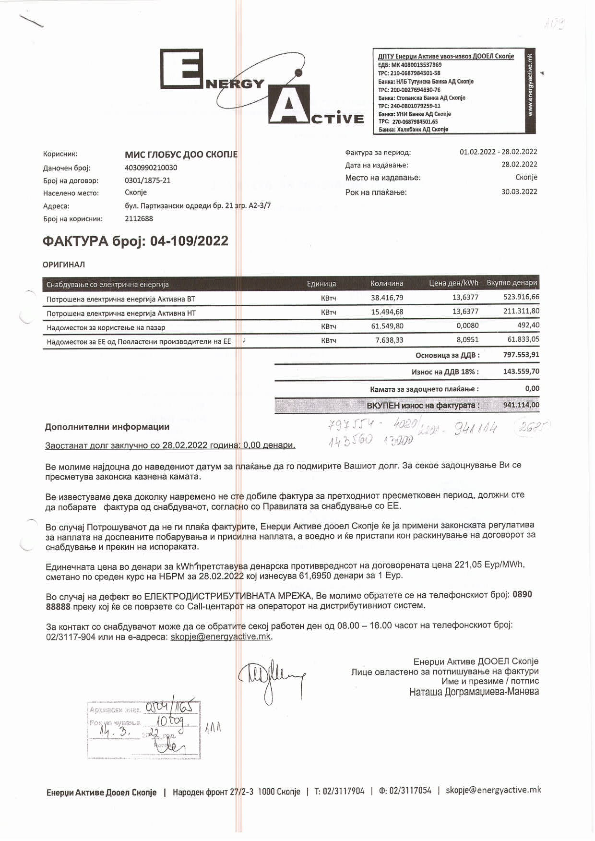 ENERGY ACTIVE
ДПТУ Енерџи Активе увоз-извоз ДООЕЛ Скопје
ЕДБ: МК 4080013537969
ТРС: 210-0687984501-58
Банка: НЛБ Тутунска Банка АД Скопје
ТРС: 200-0027694630-76
Банка: Стопанска Банка АД Скопје
ТРС: 240-0801079259-11
Банка: УНИ Банка АД Скопје
ТРС: 270-0687984501.65
Банка: Халкбанк АД Скопје
www.energyactive.mk
Корисник: МИС ГЛОБУС ДОО СКОПЈЕ
Даночен број: 4030990210030
Број на договор: 0301/1875-21
Населено место: Скопје
Адреса: бул. Партизански одреди бр. 21 згр. А2-3/7
Број на корисник: 2112688
Фактура за период: 01.02.2022 - 28.02.2022
Дата на издавање: 28.02.2022
Место на издавање: Скопје
Рок на плаќање: 30.03.2022
ФАКТУРА број: 04-109/2022
ОРИГИНАЛ
Снабдување со електрична енергија Единица Количина Цена ден/kWh Вкупно денари
Потрошена електрична енергија Активна ВТ КВтч 38.416,79 13,6377 523.916,66
Потрошена електрична енергија Активна НТ КВтч 15.494,68 13,6377 211.311,80
Надоместок за користење на пазар КВтч 61.549,80 0,0080 492,40
Надоместок за ЕЕ од Повластени производители на ЕЕ КВтч 7.638,33 8,0951 61.833,05
Основица за ДДВ : 797.553,91
Износ на ДДВ 18% : 143.559,70
Камата за задоцнето плаќање : 0,00
ВКУПЕН износ на фактурата : 941.114,00
Дополнителни информации
797554 - 4020 2200 - 941114
143560 13000
Заостанат долг заклучно со 28.02.2022 година: 0,00 денари.
Ве молиме најдоцна до наведениот датум за плаќање да го подмирите Вашиот долг. За секое задоцнување Ви се
пресметува законска казнена камата.
Ве известуваме дека доколку навремено не сте добиле фактура за претходниот пресметковен период, должни сте
да побарате фактура од снабдувачот, согласно со Правилата за снабдување со ЕЕ.
Во случај Потрошувачот да не ги плаќа фактурите, Енерџи Активе дооел Скопје ќе ја примени законската регулатива
за наплата на доспеаните побарувања и присилна наплата, а воедно и ќе пристапи кон раскинување на договорот за
снабдување и прекин на испораката.
Единечната цена во денари за kWh претставува денарска противвредност на договорената цена 221,05 Еур/MWh,
сметано по среден курс на НБРМ за 28.02.2022 кој изнесува 61,6950 денари за 1 Еур.
Во случај на дефект во ЕЛЕКТРОДИСТРИБУТИВНАТА МРЕЖА, Ве молиме обратете се на телефонскиот број: 0890
88888 преку кој ќе се поврзете со Call-центарот на операторот на дистрибутивниот систем.
За контакт со снабдувачот може да се обратите секој работен ден од 08.00 – 16.00 часот на телефонскиот број:
02/3117-904 или на е-адреса: skopje@energyactive.mk.
Енерџи Активе ДООЕЛ Скопје
Лице овластено за потпишување на фактури
Име и презиме / потпис
Наташа Дограмаџиева-Манева
Архивски знак 0804/165
Рок на чување 10 год.
14. 3. 22
Енерџи Активе Дооел Скопје | Народен фронт 27/2-3 1000 Скопје | Т: 02/3117904 | Ф: 02/3117054 | skopje@energyactive.mk